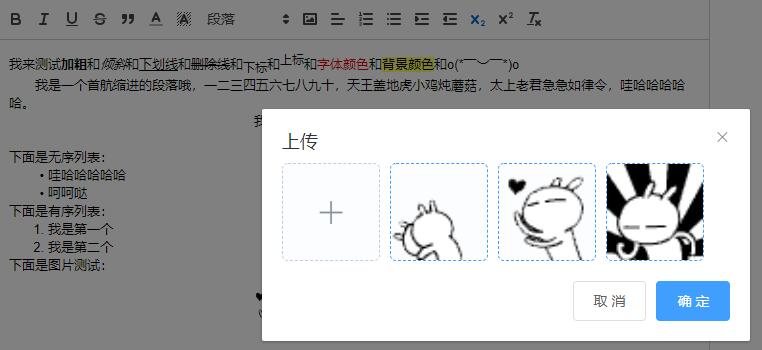 B I U S 段落 X₂ X² Tx
我来测试加粗和倾斜和下划线和删除线和下标和上标和字体颜色和背景颜色和o(*￣︶￣*)o
我是一个首航缩进的段落哦，一二三四五六七八九十，天王盖地虎小鸡炖蘑菇，太上老君急急如律令，哇哈哈哈哈
哈。
我
上传
下面是无序列表：
• 哇哈哈哈哈哈
• 呵呵哒
下面是有序列表：
1. 我是第一个
2. 我是第二个
下面是图片测试：
取消 确定